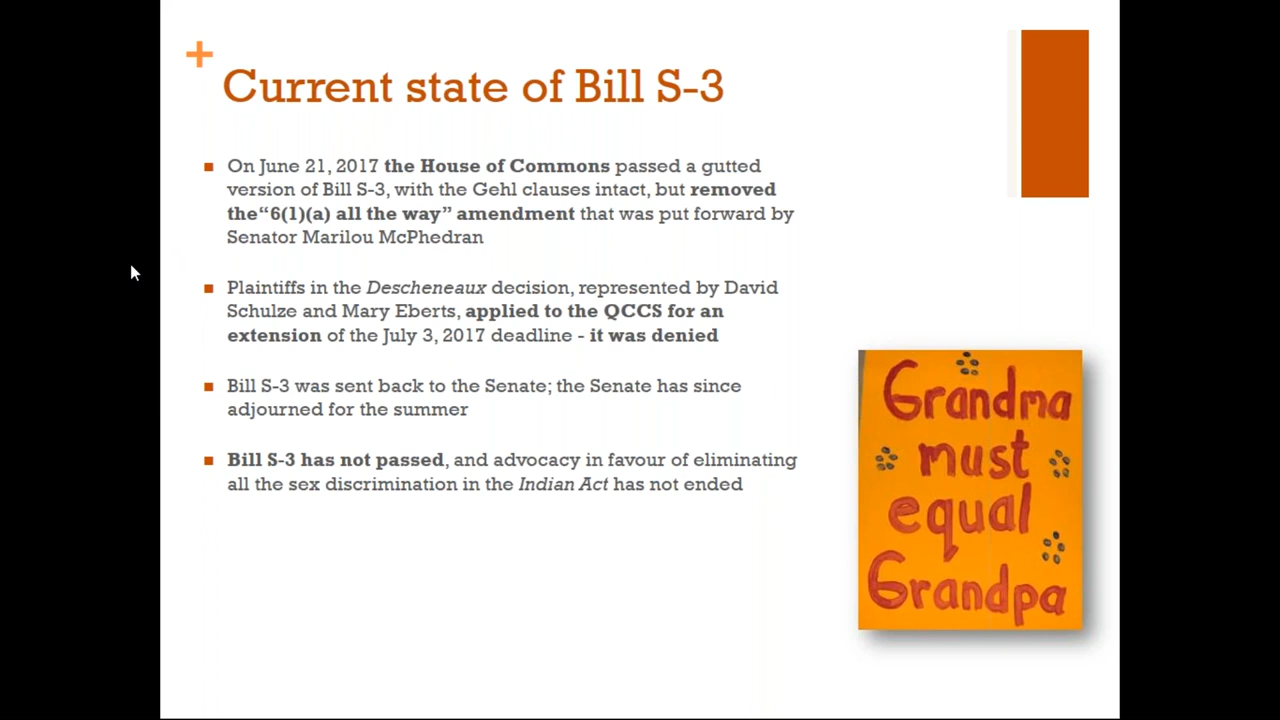 +
Current state of Bill S-3
■ On June 21, 2017 the House of Commons passed a gutted
version of Bill S-3, with the Gehl clauses intact, but removed
the“6(1)(a) all the way” amendment that was put forward by
Senator Marilou McPhedran
■ Plaintiffs in the Descheneaux decision, represented by David
Schulze and Mary Eberts, applied to the QCCS for an
extension of the July 3, 2017 deadline - it was denied
■ Bill S-3 was sent back to the Senate; the Senate has since
adjourned for the summer
■ Bill S-3 has not passed, and advocacy in favour of eliminating
all the sex discrimination in the Indian Act has not ended
Grandma
must
equal
Grandpa